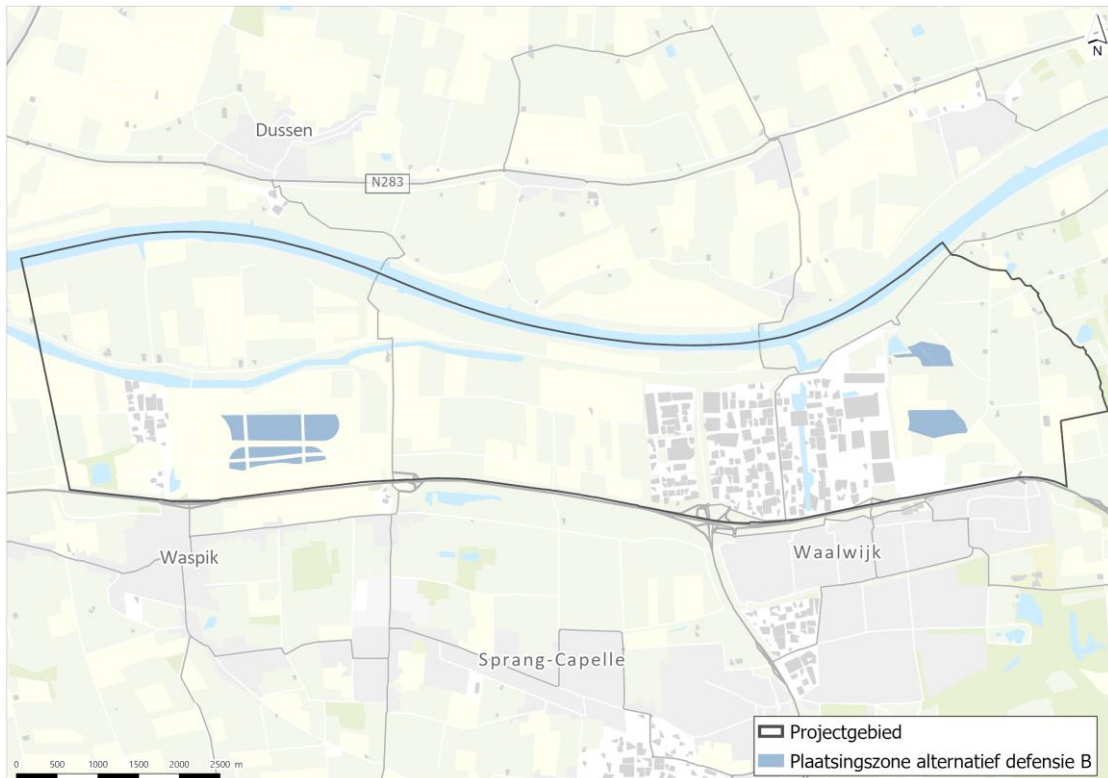 N
Dussen
N283
Waspik
Waalwijk
Sprang-Capelle
Projectgebied
Plaatsingszone alternatief defensie B
0 500 1000 1500 2000 2500 m